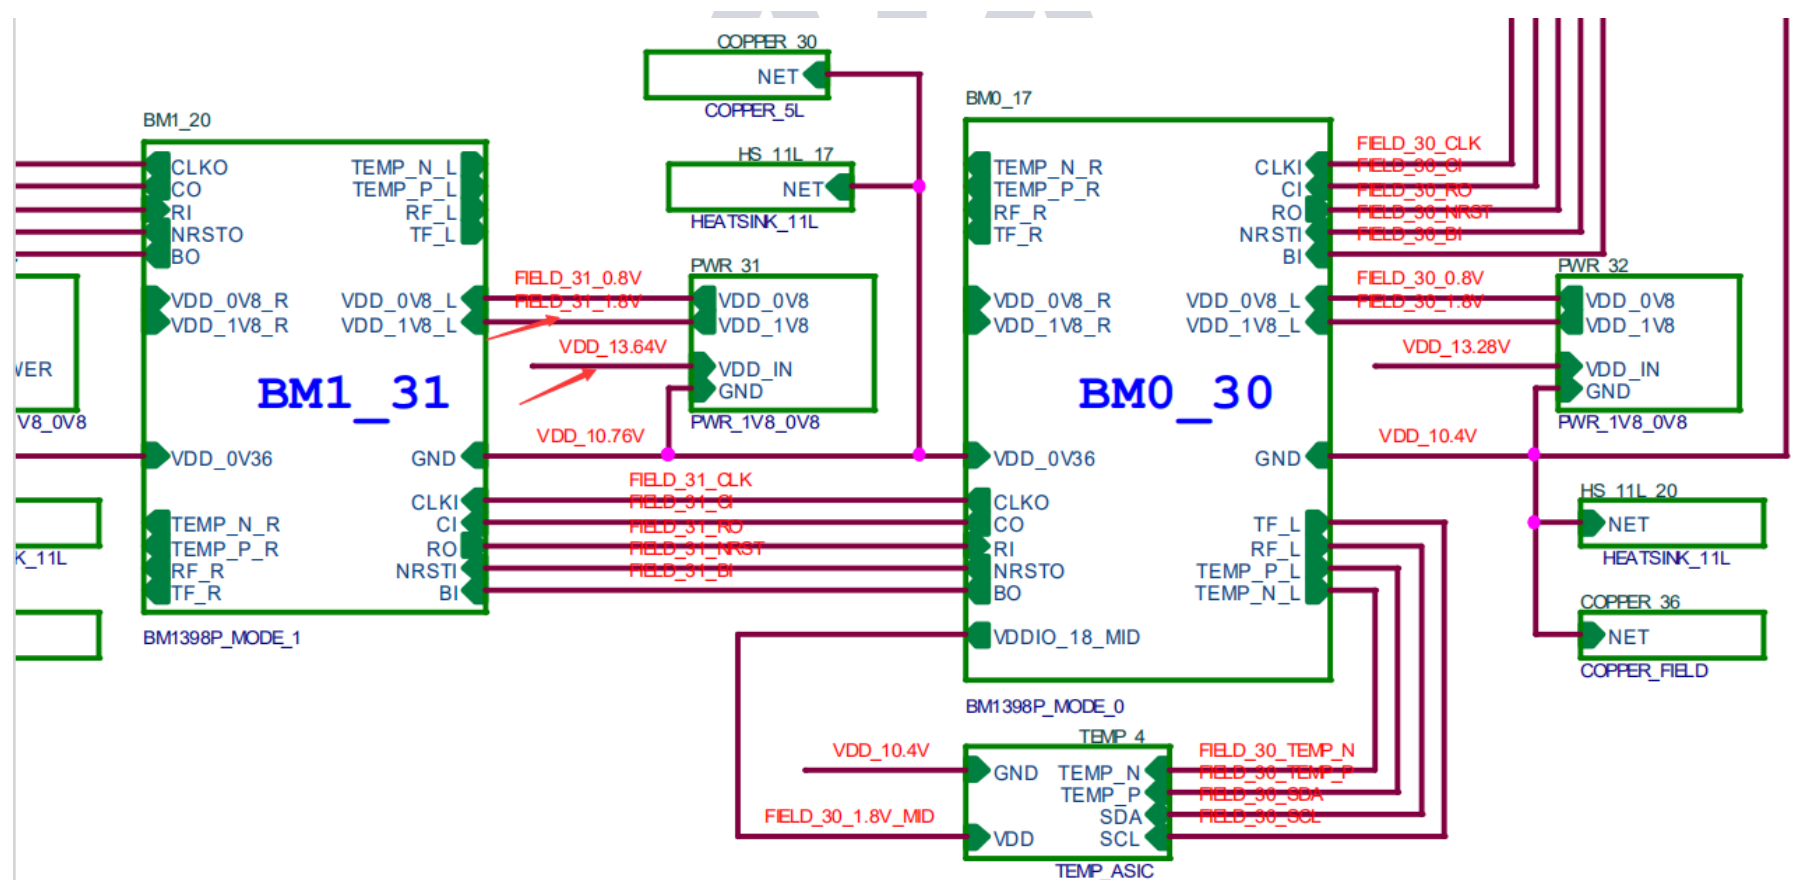 COPPER_30
NET
COPPER_5L
HS_11L_17
NET
HEATSINK_11L
BM1_20
CLKO
CO
RI
NRSTO
BO
VDD_0V8_R
VDD_1V8_R
VDD_0V36
TEMP_N_R
TEMP_P_R
RF_R
TF_R
TEMP_N_L
TEMP_P_L
RF_L
TF_L
VDD_0V8_L
VDD_1V8_L
GND
CLKI
CI
RO
NRSTI
BI
BM1_31
BM1398P_MODE_1
WER
V8_0V8
K_11L
FIELD_31_0.8V
FIELD_31_1.8V
VDD_13.64V
PWR_31
VDD_0V8
VDD_1V8
VDD_IN
GND
PWR_1V8_0V8
VDD_10.76V
FIELD_31_CLK
FIELD_31_CI
FIELD_31_RO
FIELD_31_NRST
FIELD_31_BI
BM0_17
TEMP_N_R
TEMP_P_R
RF_R
TF_R
VDD_0V8_R
VDD_1V8_R
VDD_0V36
CLKO
CO
RI
NRSTO
BO
VDDIO_18_MID
CLKI
CI
RO
NRSTI
BI
VDD_0V8_L
VDD_1V8_L
GND
TF_L
RF_L
TEMP_P_L
TEMP_N_L
BM0_30
BM1398P_MODE_0
FIELD_30_CLK
FIELD_30_CI
FIELD_30_RO
FIELD_30_NRST
FIELD_30_BI
FIELD_30_0.8V
FIELD_30_1.8V
VDD_13.28V
VDD_10.4V
PWR_32
VDD_0V8
VDD_1V8
VDD_IN
GND
PWR_1V8_0V8
HS_11L_20
NET
HEATSINK_11L
COPPER_36
NET
COPPER_FIELD
TEMP_4
VDD_10.4V
GND
FIELD_30_1.8V_MID
VDD
TEMP_N
TEMP_P
SDA
SCL
FIELD_30_TEMP_N
FIELD_30_TEMP_P
FIELD_30_SDA
FIELD_30_SCL
TEMP_ASIC